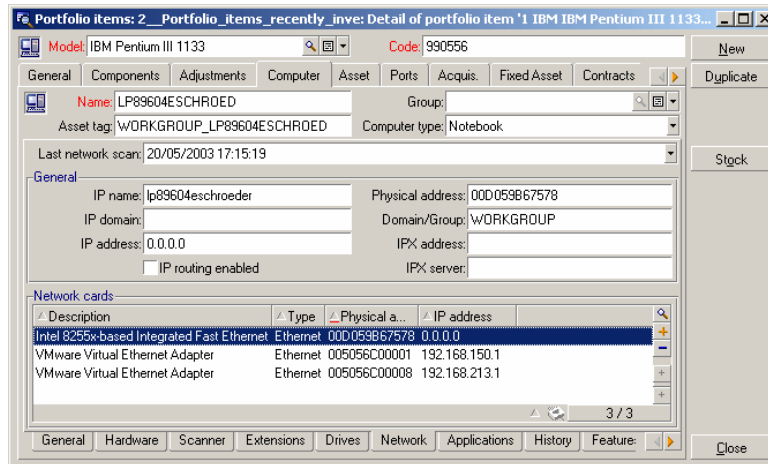 Portfolio items: 2__Portfolio_items_recently_inve: Detail of portfolio item '1 IBM IBM Pentium III 1133...
Model: IBM Pentium III 1133 Code: 990556 New
General Components Adjustments Computer Asset Ports Acquis. Fixed Asset Contracts Duplicate
Name: LP89604ESCHROED Group:
Asset tag: WORKGROUP_LP89604ESCHROED Computer type: Notebook
Last network scan: 20/05/2003 17:15:19 Stock
General
IP name: lp89604eschroeder Physical address: 00D059B67578
IP domain: Domain/Group: WORKGROUP
IP address: 0.0.0.0 IPX address:
IP routing enabled IPX server:
Network cards
Description Type Physical a... IP address
Intel 8255x-based Integrated Fast Ethernet Ethernet 00D059B67578 0.0.0.0
VMware Virtual Ethernet Adapter Ethernet 005056C00001 192.168.150.1
VMware Virtual Ethernet Adapter Ethernet 005056C00008 192.168.213.1
3 / 3
General Hardware Scanner Extensions Drives Network Applications History Feature: Close